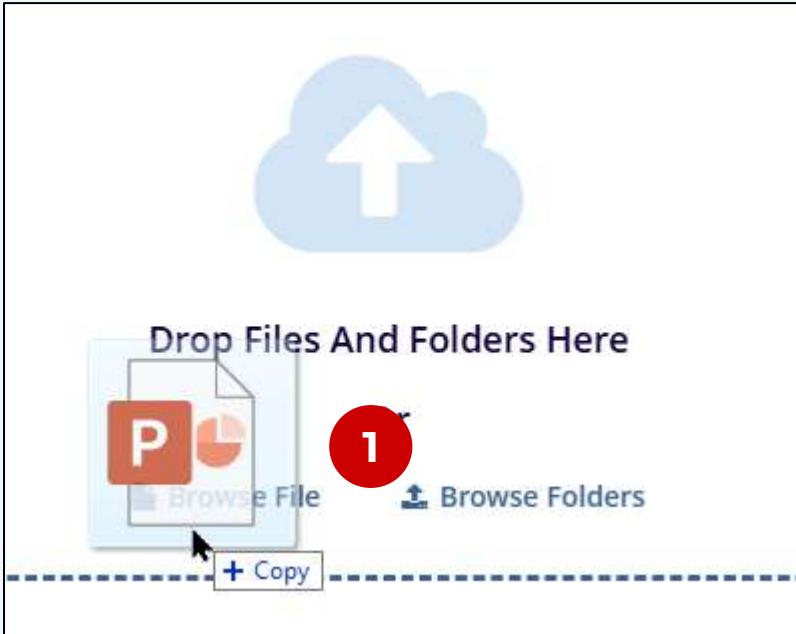 Drop Files And Folders Here
P
1
r
Browse File
Browse Folders
+ Copy